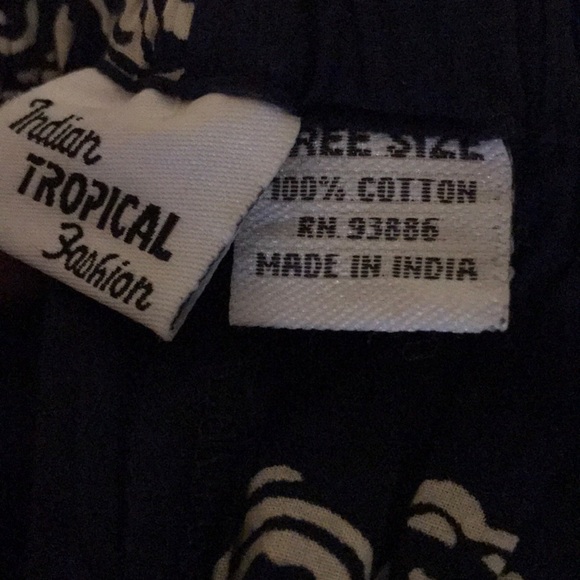 Indian
TROPICAL
Fashion
REE SIZE
100% COTTON
RN 93886
MADE IN INDIA